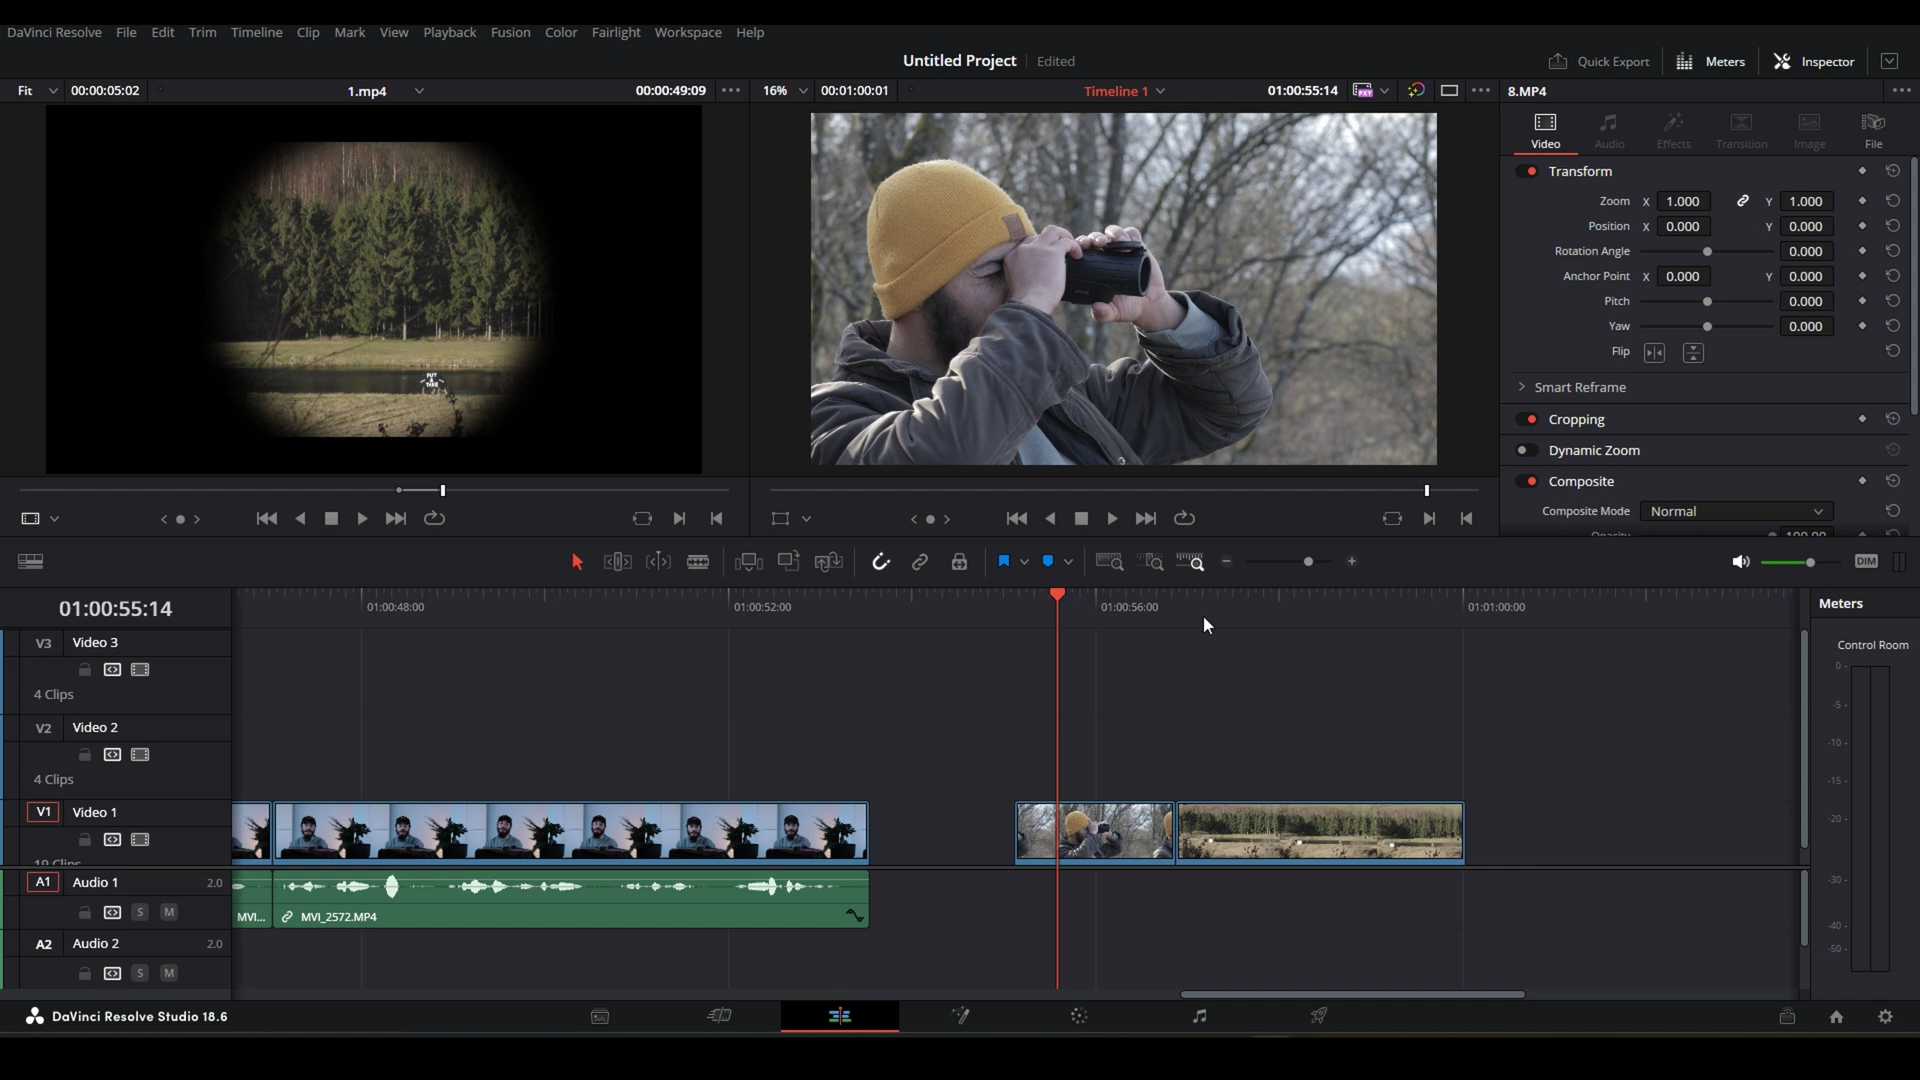 DaVinci Resolve File Edit Trim Timeline Clip Mark View Playback Fusion Color Fairlight Workspace Help
Untitled Project Edited
Quick Export Meters Inspector
Fit 00:00:05:02 1.mp4 00:00:49:09 16% 00:01:00:01 Timeline 1 01:00:55:14 PXY 8.MP4
Video Audio Effects Transition Image File
Transform
Zoom X 1.000 Y 1.000
Position X 0.000 Y 0.000
Rotation Angle 0.000
Anchor Point X 0.000 Y 0.000
Pitch 0.000
Yaw 0.000
Flip
Smart Reframe
Cropping
Dynamic Zoom
Composite
Composite Mode Normal
Opacity 100.00
DIM
01:00:55:14 01:00:48:00 01:00:52:00 01:00:56:00 01:01:00:00 Meters
V3 Video 3
Control Room
4 Clips
0
-5
V2 Video 2
-10
4 Clips
-15
V1 Video 1
-20
19 Clips
A1 Audio 1 2.0
-30
S M MVI... MVI_2572.MP4
-40
A2 Audio 2 2.0
-50
S M
DaVinci Resolve Studio 18.6